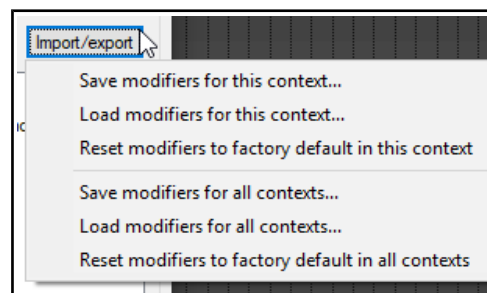 Import/export
Save modifiers for this context...
Load modifiers for this context...
Reset modifiers to factory default in this context
Save modifiers for all contexts...
Load modifiers for all contexts...
Reset modifiers to factory default in all contexts